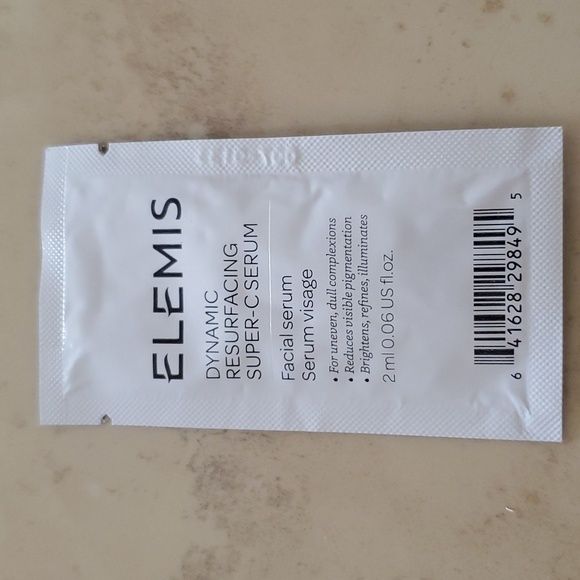 ELEMIS
DYNAMIC
RESURFACING
SUPER-C SERUM
Facial serum
Serum visage
• For uneven, dull complexions
• Reduces visible pigmentation
• Brightens, refines, illuminates
2 ml 0.06 US fl.oz.
6 41628 29849 5